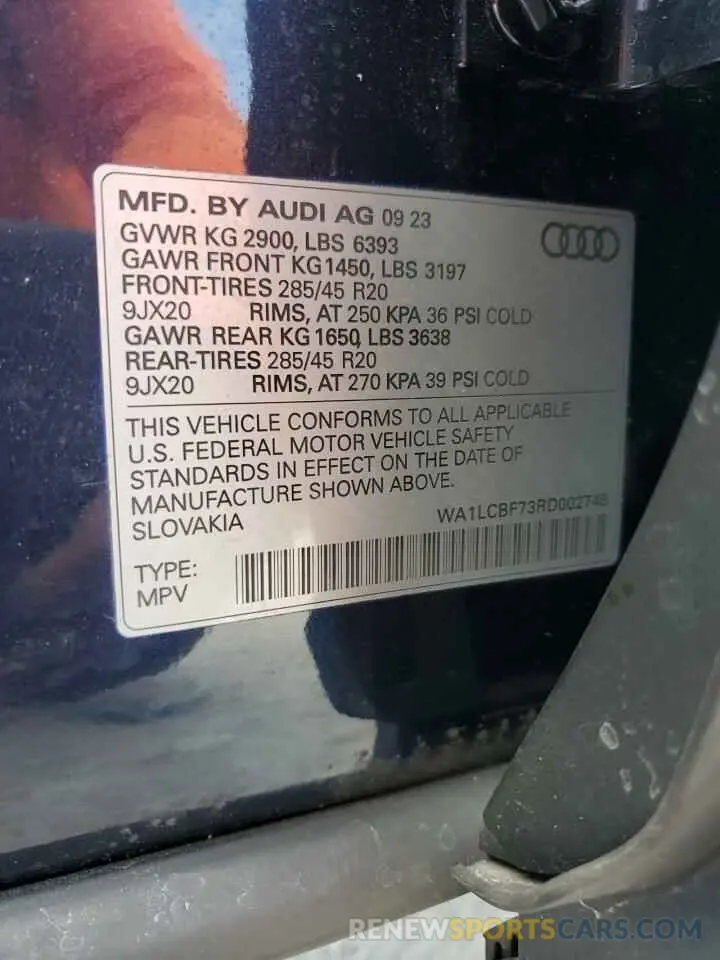 MFD. BY AUDI AG 09 23
GVWR KG 2900, LBS 6393
GAWR FRONT KG1450, LBS 3197
FRONT-TIRES 285/45 R20
9JX20 RIMS, AT 250 KPA 36 PSI COLD
GAWR REAR KG 1650, LBS 3638
REAR-TIRES 285/45 R20
9JX20 RIMS, AT 270 KPA 39 PSI COLD
THIS VEHICLE CONFORMS TO ALL APPLICABLE
U.S. FEDERAL MOTOR VEHICLE SAFETY
STANDARDS IN EFFECT ON THE DATE OF
MANUFACTURE SHOWN ABOVE.
SLOVAKIA
WA1LCBF73RD002748
TYPE:
MPV
RENEWSPORTSCARS.COM